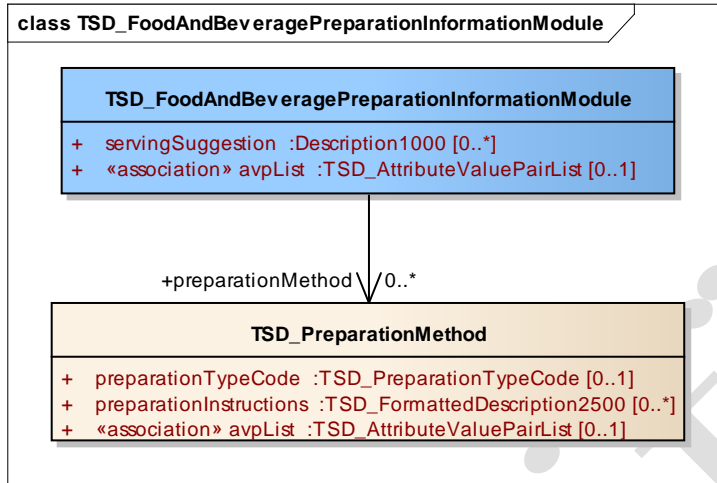 class TSD_FoodAndBeveragePreparationInformationModule
TSD_FoodAndBeveragePreparationInformationModule
+ servingSuggestion :Description1000 [0..*]
+ «association» avpList :TSD_AttributeValuePairList [0..1]
+preparationMethod 0..*
TSD_PreparationMethod
+ preparationTypeCode :TSD_PreparationTypeCode [0..1]
+ preparationInstructions :TSD_FormattedDescription2500 [0..*]
+ «association» avpList :TSD_AttributeValuePairList [0..1]